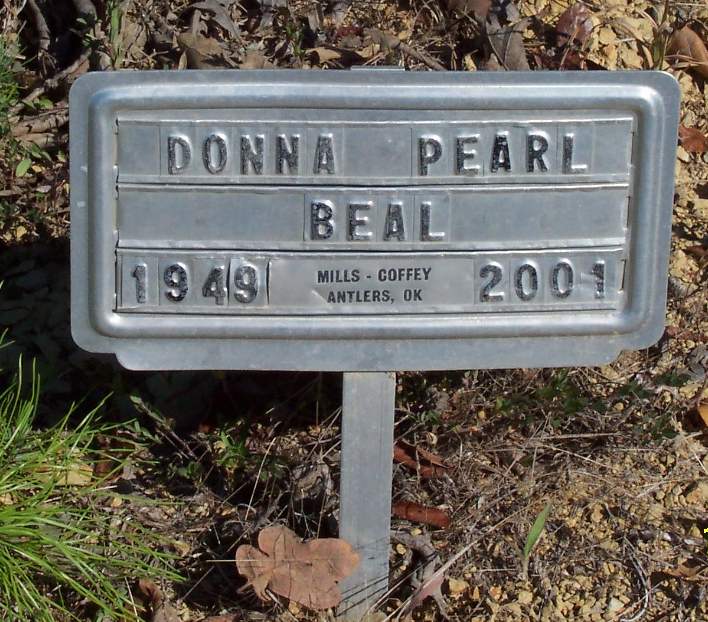 DONNA PEARL
BEAL
1949 MILLS - COFFEY 2001
ANTLERS, OK